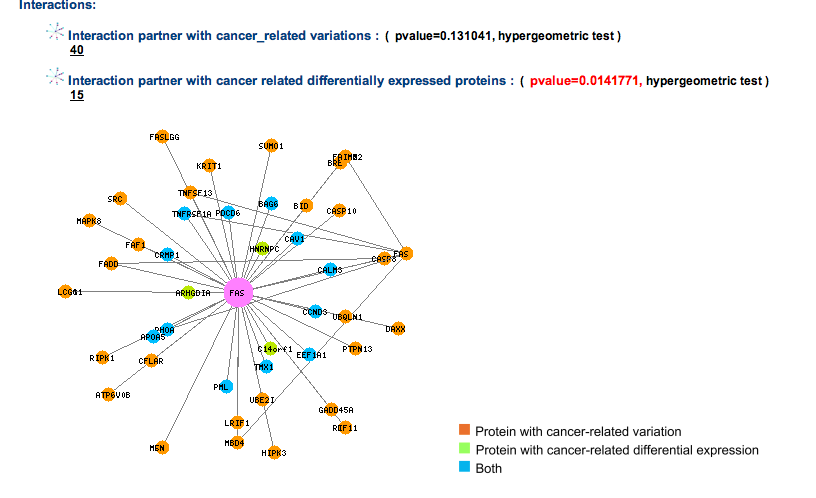 Interactions:
Interaction partner with cancer_related variations : ( pvalue=0.131041, hypergeometric test )
40
Interaction partner with cancer related differentially expressed proteins : ( pvalue=0.0141771, hypergeometric test )
15
FASLGG
SUMO1
BRE
KRIT1
TNFSF13
SRC
BAG6
BID
CASP10
TNFRSF1A
PDCD6
MAPK8
CAV1
FAF1
HNRNPC
CRMP1
FAS
CASP8
FADD
CALM3
LCGG1
ARHGDIA
FAS
CCND3
UBQLN1
DAXX
RHOA
APOA5
C14orf1
PTPN13
EEF1A1
RIPK1
CFLAR
TMX1
PML
ATP6V0B
UBE2I
GADD45A
LRIF1
RIF11
MBD4
MEN
HIPK3
Protein with cancer-related variation
Protein with cancer-related differential expression
Both